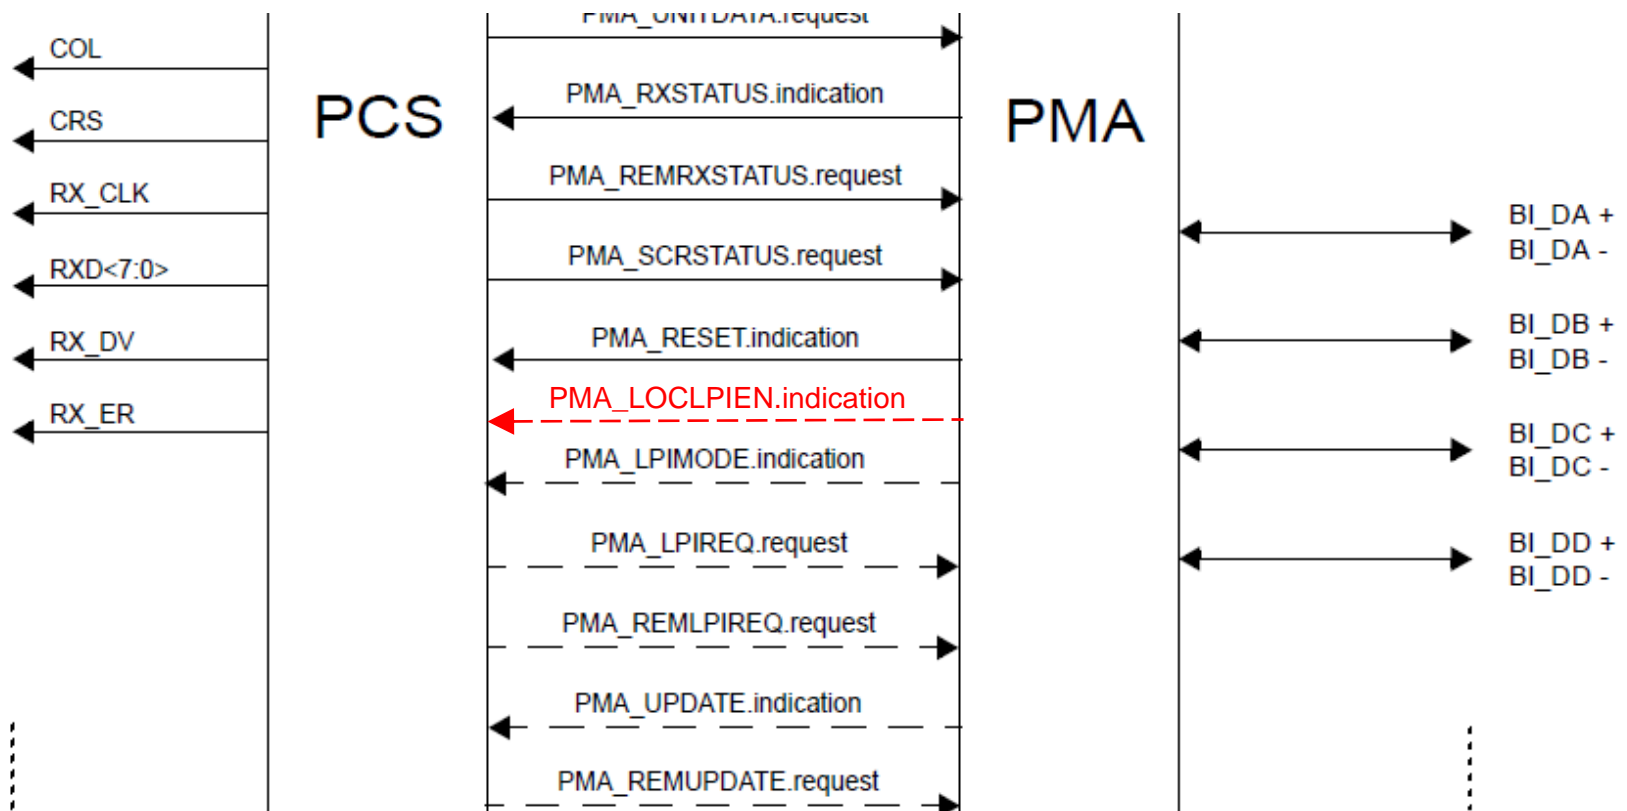 PMA_UNITDATA.request
COL
PMA_RXSTATUS.indication
PCS
PMA
CRS
PMA_REMRXSTATUS.request
RX_CLK
BI_DA +
BI_DA -
PMA_SCRSTATUS.request
RXD<7:0>
BI_DB +
BI_DB -
PMA_RESET.indication
RX_DV
PMA_LOCLPIEN.indication
RX_ER
BI_DC +
BI_DC -
PMA_LPIMODE.indication
PMA_LPIREQ.request
BI_DD +
BI_DD -
PMA_REMLPIREQ.request
PMA_UPDATE.indication
PMA_REMUPDATE.request